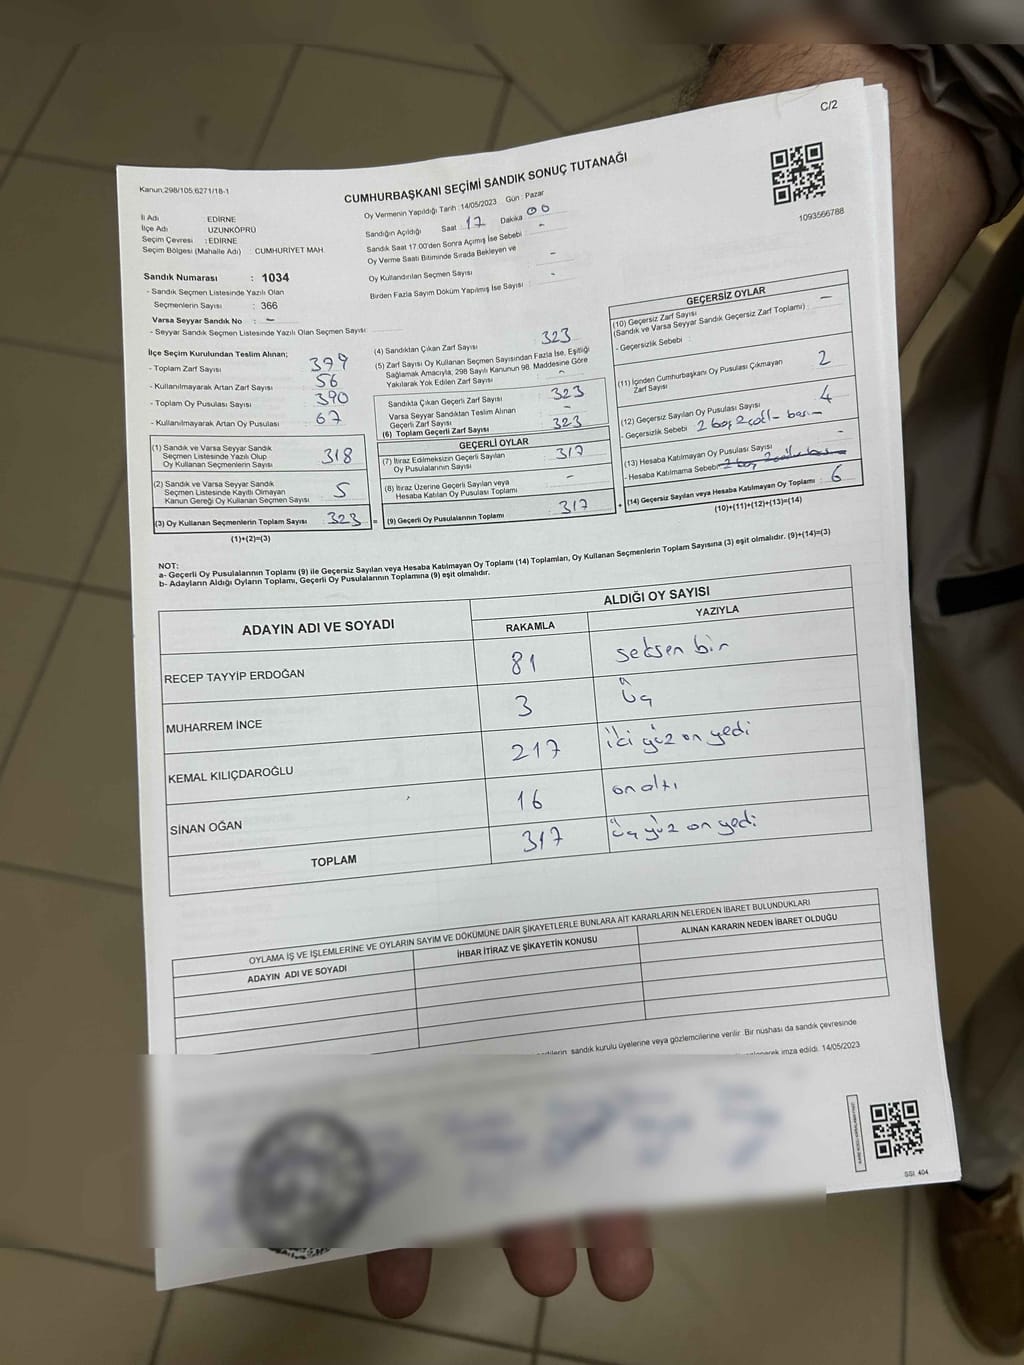 C/2
Kanun.298/105;6271/18-1
CUMHURBAŞKANI SEÇİMİ SANDIK SONUÇ TUTANAĞI
1093566788
İl Adı EDİRNE
İlçe Adı UZUNKÖPRÜ
Seçim Çevresi : EDİRNE
Seçim Bölgesi (Mahalle Adı) : CUMHURİYET MAH.
Sandık Numarası : 1034
- Sandık Seçmen Listesinde Yazılı Olan
Seçmenlerin Sayısı : 366
Varsa Seyyar Sandık No : -
- Seyyar Sandık Seçmen Listesinde Yazılı Olan Seçmen Sayısı
Oy Vermenin Yapıldığı Tarih : 14/05/2023 Gün : Pazar
Sandığın Açıldığı Saat 17 Dakika 00
Sandık Saat 17.00'den Sonra Açımış İse Sebebi : -
Oy Verme Saati Bitiminde Sırada Bekleyen ve
Oy Kullandırılan Seçmen Sayısı -
Birden Fazla Sayım Döküm Yapılmış İse Sayısı : -
İlçe Seçim Kurulundan Teslim Alınan;
- Toplam Zarf Sayısı 379
- Kullanılmayarak Artan Zarf Sayısı 56
- Toplam Oy Pusulası Sayısı 390
- Kullanılmayarak Artan Oy Pusulası 67
(1) Sandık ve Varsa Seyyar Sandık
Seçmen Listesinde Yazılı Olup
Oy Kullanan Seçmenlerin Sayısı 318
(2) Sandık ve Varsa Seyyar Sandık
Seçmen Listesinde Kayıtlı Olmayan
Kanun Gereği Oy Kullanan Seçmen Sayısı 5
(3) Oy Kullanan Seçmenlerin Toplam Sayısı : 323 =
(1)+(2)=(3)
(4) Sandıktan Çıkan Zarf Sayısı 323
(5) Zarf Sayısı Oy Kullanan Seçmen Sayısından Fazla İse, Eşitliği
Sağlamak Amacıyla, 298 Sayılı Kanunun 98. Maddesine Göre
Yakılarak Yok Edilen Zarf Sayısı -
Sandıkta Çıkan Geçerli Zarf Sayısı 323
Varsa Seyyar Sandıktan Teslim Alınan
Geçerli Zarf Sayısı -
(6) Toplam Geçerli Zarf Sayısı 323
GEÇERLİ OYLAR
(7) İtiraz Edilmeksizin Geçerli Sayılan
Oy Pusulasının Sayısı 317
(8) İtiraz Üzerine Geçerli Sayılan veya
Hesaba Katılan Oy Pusulası Toplamı -
(9) Geçerli Oy Pusulalarının Toplamı 317 +
GEÇERSİZ OYLAR
(10) Geçersiz Zarf Sayısı -
(Sandık ve Varsa Seyyar Sandık Geçersiz Zarf Toplamı) :
- Geçersizlik Sebebi :
(11) İçinden Cumhurbaşkanı Oy Pusulası Çıkmayan
Zarf Sayısı 2
(12) Geçersiz Sayılan Oy Pusulası Sayısı 4
- Geçersizlik Sebebi 2 boş 2 çatl- basım
(13) Hesaba Katılmayan Oy Pusulası Sayısı -
- Hesaba Katılmama Sebebi
(14) Geçersiz Sayılan veya Hesaba Katılmayan Oy Toplamı : 6
(10)+(11)+(12)+(13)=(14)
NOT:
a- Geçerli Oy Pusulalarının Toplamı (9) ile Geçersiz Sayılan veya Hesaba Katılmayan Oy Toplamı (14) Toplamları, Oy Kullanan Seçmenlerin Toplam Sayısına (3) eşit olmalıdır. (9)+(14)=(3)
b- Adayların Aldığı Oyların Toplamı, Geçerli Oy Pusulalarının Toplamına (9) eşit olmalıdır.
ADAYIN ADI VE SOYADI
ALDIĞI OY SAYISI
RAKAMLA YAZIYLA
RECEP TAYYİP ERDOĞAN 81 seksen bir
MUHARREM İNCE 3 üç
KEMAL KILIÇDAROĞLU 217 iki yüz on yedi
SİNAN OĞAN 16 on altı
TOPLAM 317 üç yüz on yedi
OYLAMA İŞ VE İŞLEMLERİNE VE OYLARIN SAYIM VE DÖKÜMÜNE DAİR ŞİKAYETLERLE BUNLARA AİT KARARLARIN NELERDEN İBARET BULUNDUKLARI
ADAYIN ADI VE SOYADI İHBAR İTİRAZ VE ŞİKAYETİN KONUSU ALINAN KARARIN NEDEN İBARET OLDUĞU
sandık kurulu üyelerine veya gözlemcilerine verilir. Bir nüshası da sandık çevresinde
imza edildi. 14/05/2023
SSI. 404